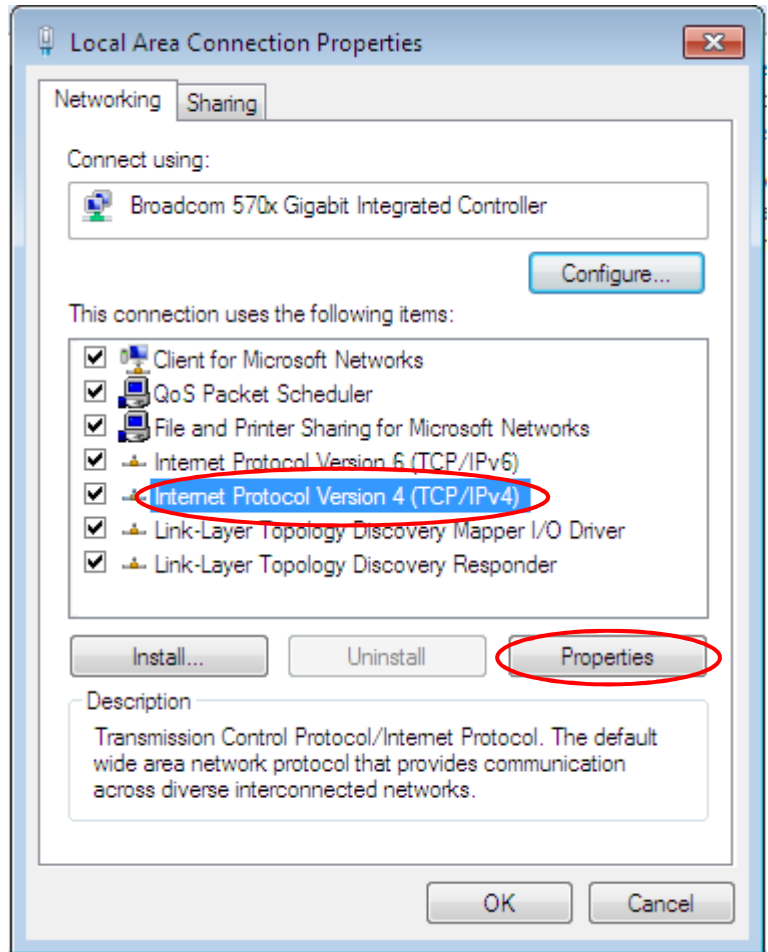 Local Area Connection Properties
Networking
Sharing
Connect using:
Broadcom 570x Gigabit Integrated Controller
Configure...
This connection uses the following items:
Client for Microsoft Networks
QoS Packet Scheduler
File and Printer Sharing for Microsoft Networks
Internet Protocol Version 6 (TCP/IPv6)
Internet Protocol Version 4 (TCP/IPv4)
Link-Layer Topology Discovery Mapper I/O Driver
Link-Layer Topology Discovery Responder
Install...
Uninstall
Properties
Description
Transmission Control Protocol/Internet Protocol. The default
wide area network protocol that provides communication
across diverse interconnected networks.
OK
Cancel